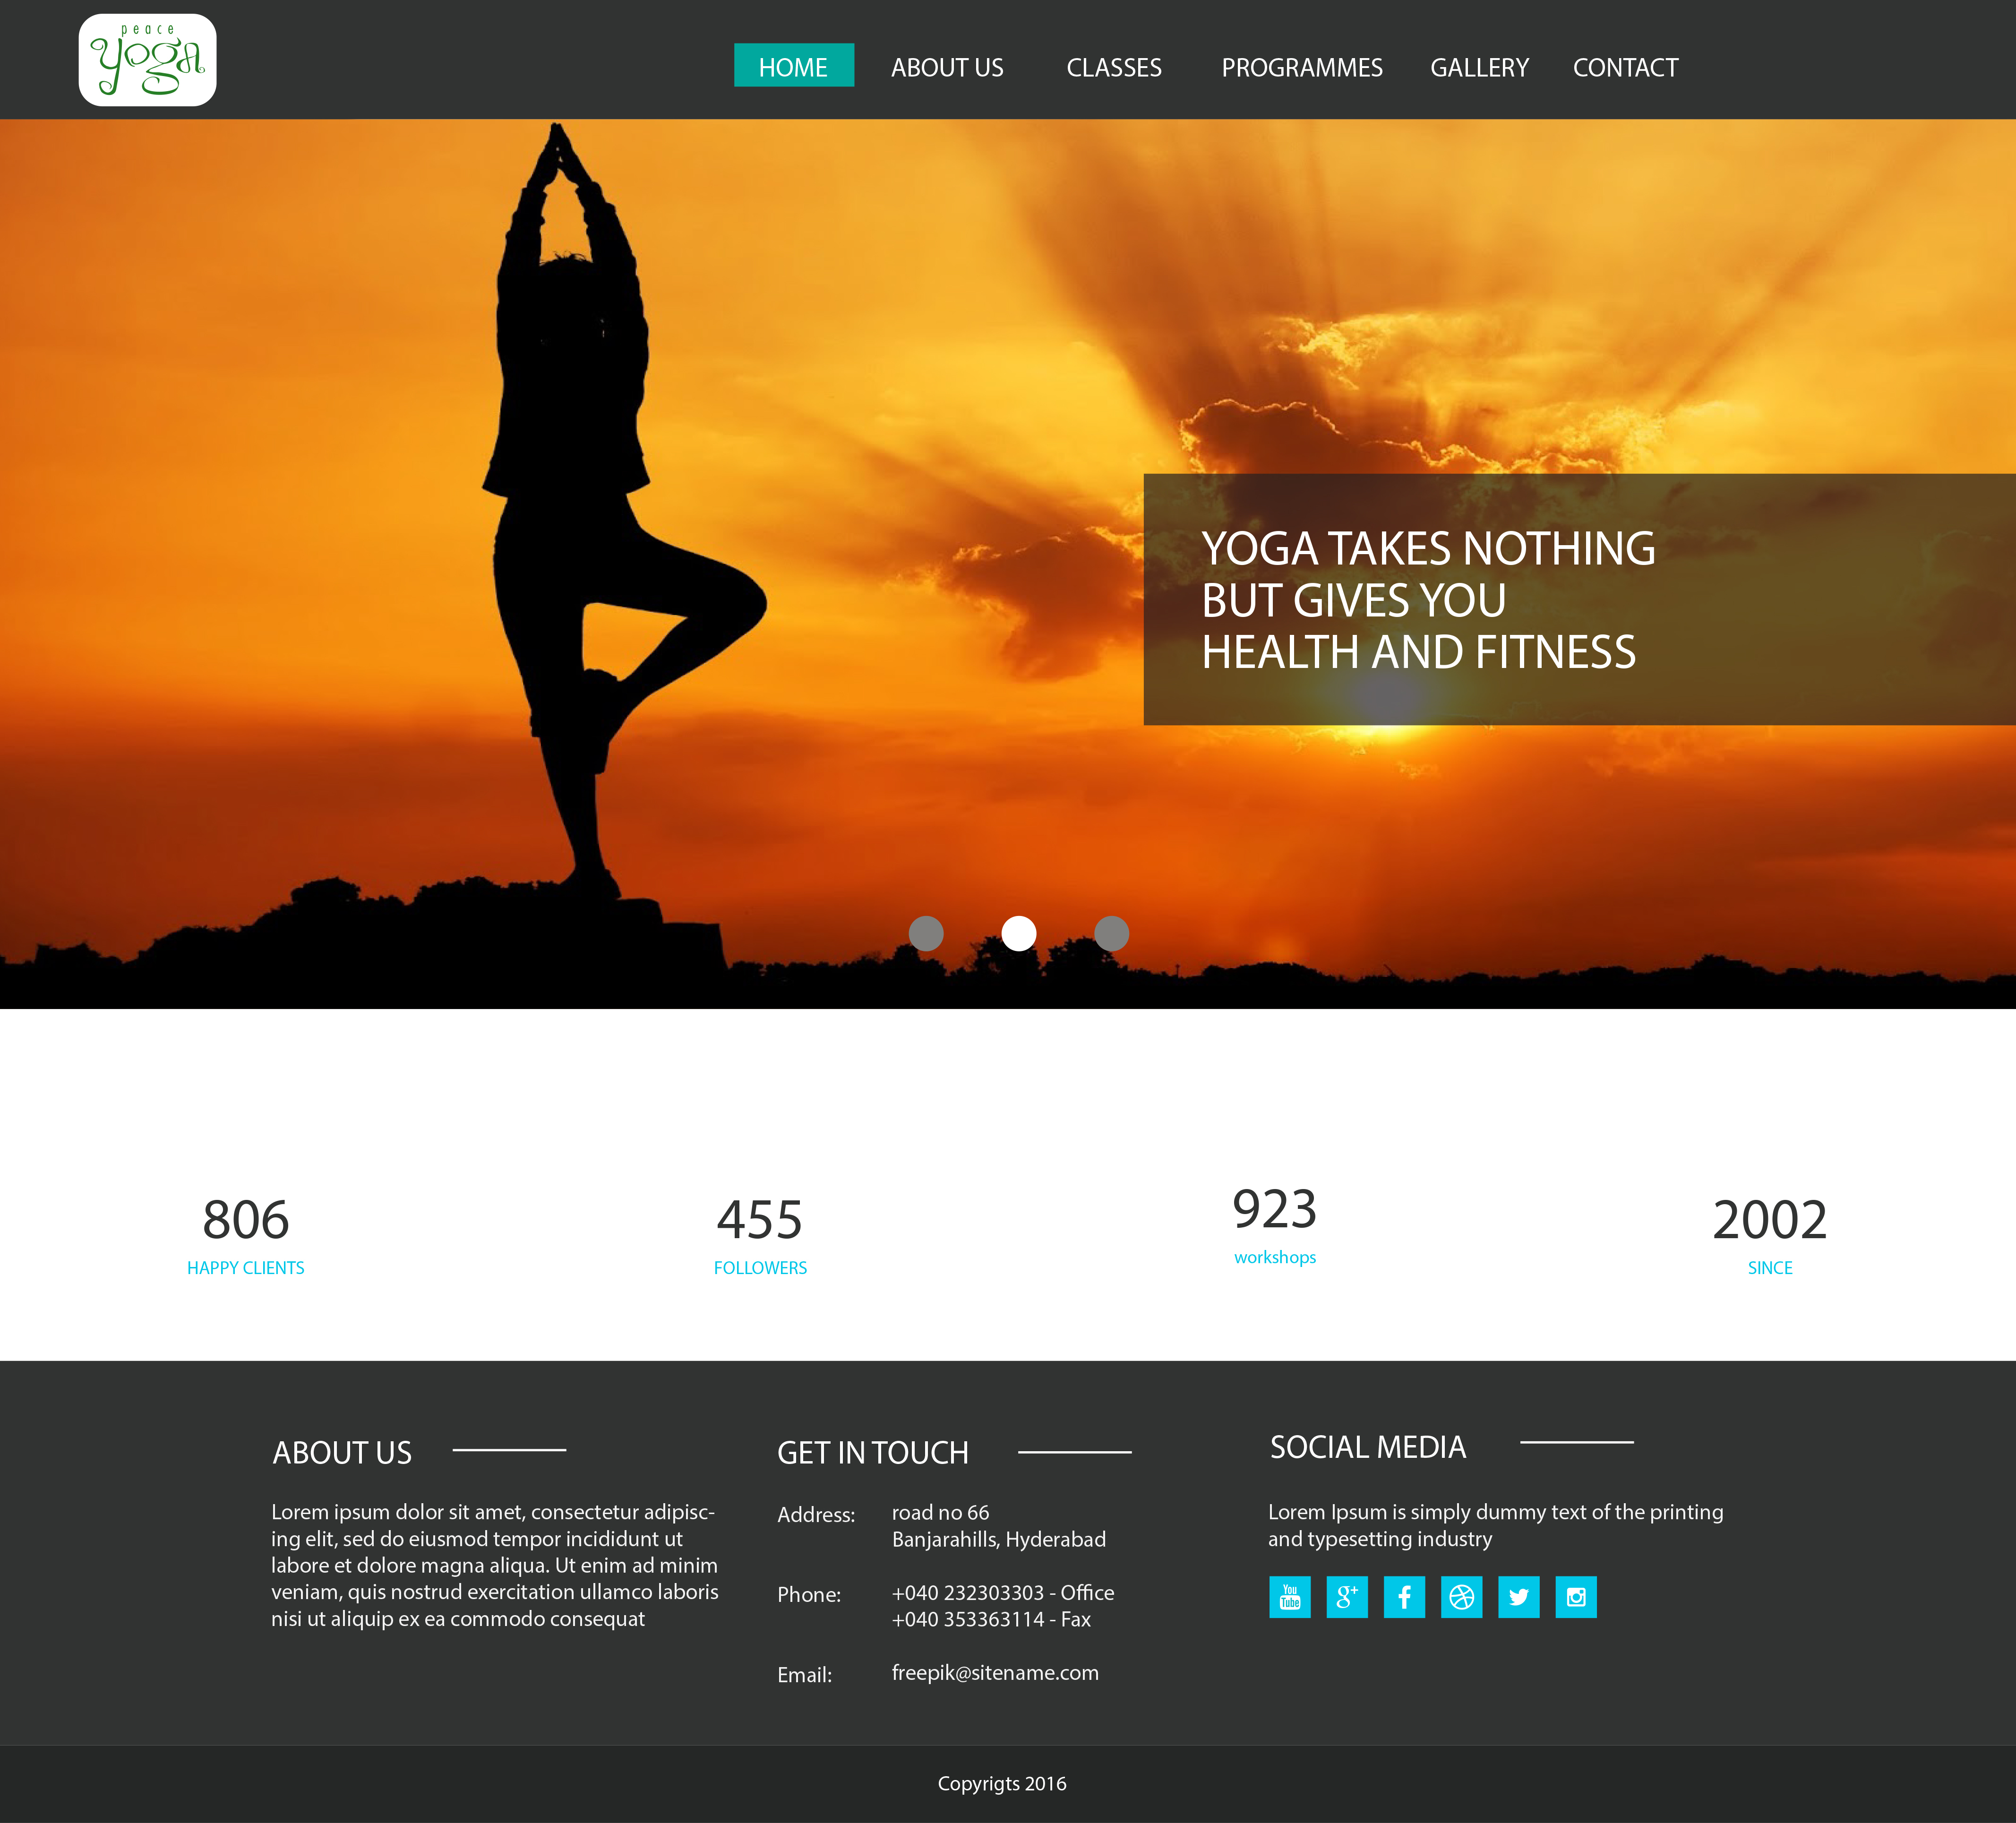 peace
yoga
HOME ABOUT US CLASSES PROGRAMMES GALLERY CONTACT
YOGA TAKES NOTHING
BUT GIVES YOU
HEALTH AND FITNESS
806
HAPPY CLIENTS
455
FOLLOWERS
923
workshops
2002
SINCE
ABOUT US
Lorem ipsum dolor sit amet, consectetur adipisc-
ing elit, sed do eiusmod tempor incididunt ut
labore et dolore magna aliqua. Ut enim ad minim
veniam, quis nostrud exercitation ullamco laboris
nisi ut aliquip ex ea commodo consequat
GET IN TOUCH
Address: road no 66
Banjarahills, Hyderabad
Phone: +040 232303303 - Office
+040 353363114 - Fax
Email: freepik@sitename.com
SOCIAL MEDIA
Lorem Ipsum is simply dummy text of the printing
and typesetting industry
You
Tube
g+
Copyrigts 2016